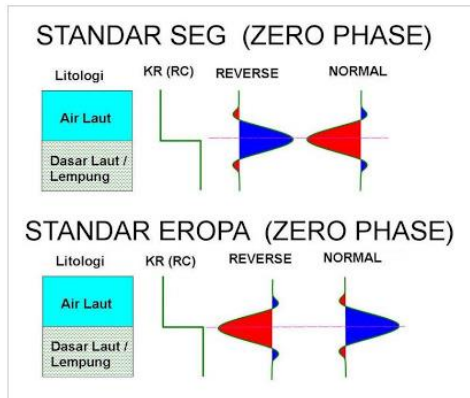 STANDAR SEG (ZERO PHASE)
Litologi KR (RC) REVERSE NORMAL
Air Laut
Dasar Laut /
Lempung
STANDAR EROPA (ZERO PHASE)
Litologi KR (RC) REVERSE NORMAL
Air Laut
Dasar Laut /
Lempung